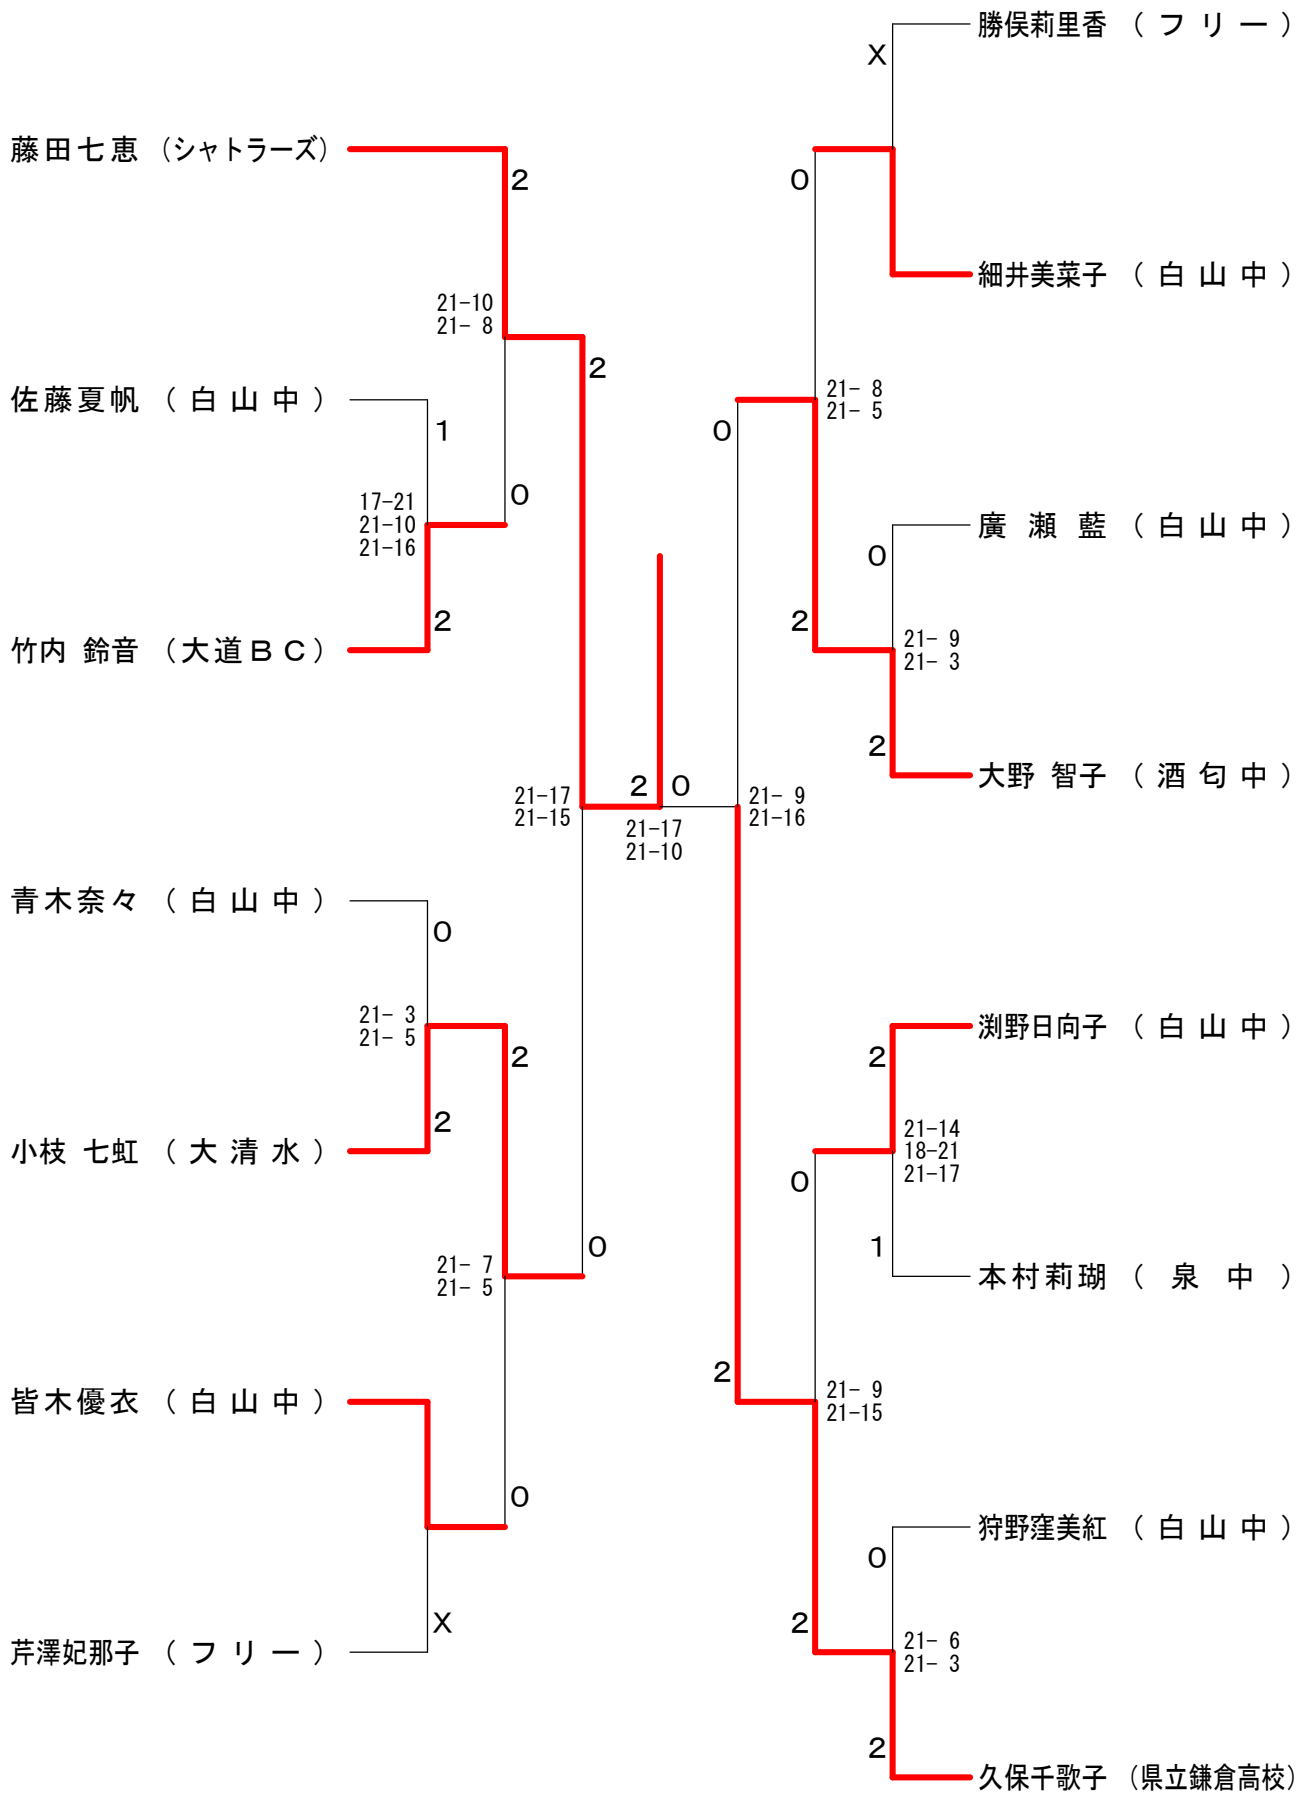 藤田七恵 (シャトラーズ)
2
21-10
21- 8
2
佐藤夏帆 ( 白 山 中 )
1
17-21
21-10
21-16
0
竹内 鈴音 (大道ＢＣ)
2
21-17
21-15
2 0
21-17
21-10
青木奈々 ( 白 山 中 )
0
21- 3
21- 5
2
小枝 七虹 ( 大 清 水 )
2
21- 7
21- 5
0
皆木優衣 ( 白 山 中 )
0
芹澤妃那子 ( フ リ ー )
X
勝俣莉里香 ( フ リ ー )
X
0
細井美菜子 ( 白 山 中 )
21- 8
21- 5
0
廣 瀬 藍 ( 白 山 中 )
0
2
21- 9
21- 3
大野 智子 ( 酒 匂 中 )
2
21- 9
21-16
渕野日向子 ( 白 山 中 )
2
21-14
18-21
21-17
0
本村莉瑚 ( 泉 中 )
1
2
21- 9
21-15
狩野窪美紅 ( 白 山 中 )
0
2
21- 6
21- 3
久保千歌子 (県立鎌倉高校)
2